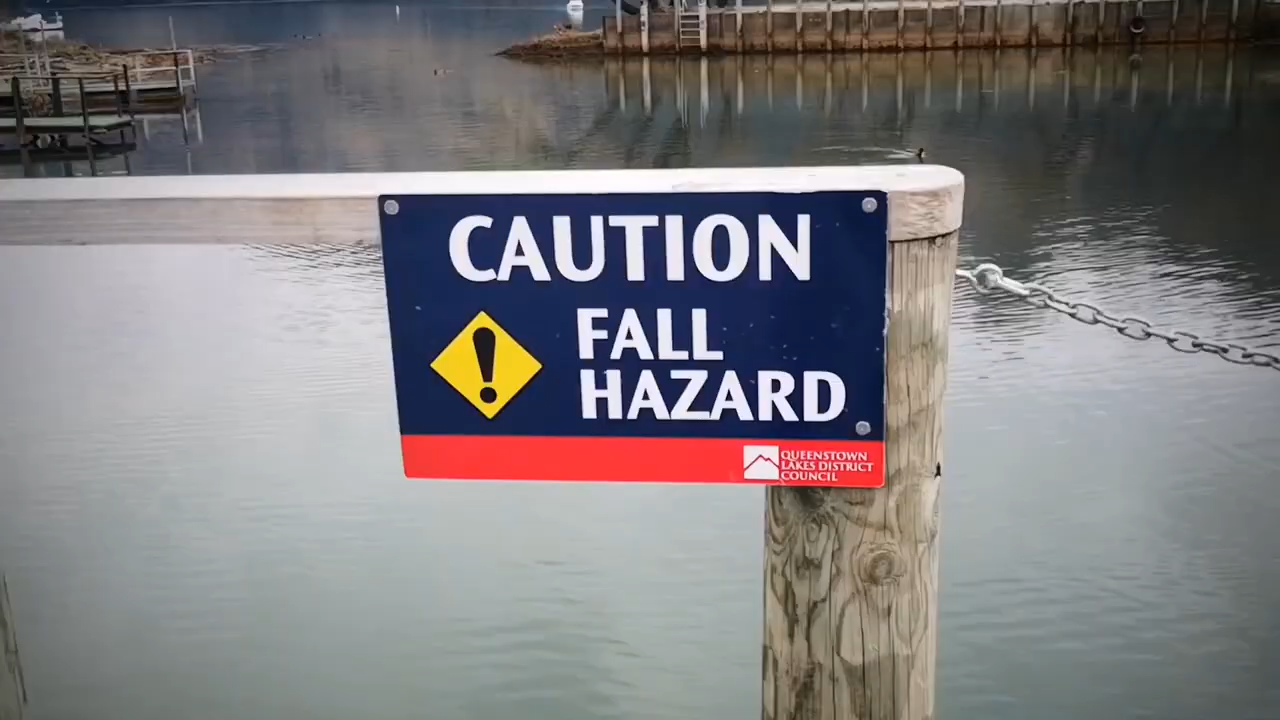 CAUTION
FALL
HAZARD
QUEENSTOWN
LAKES DISTRICT
COUNCIL